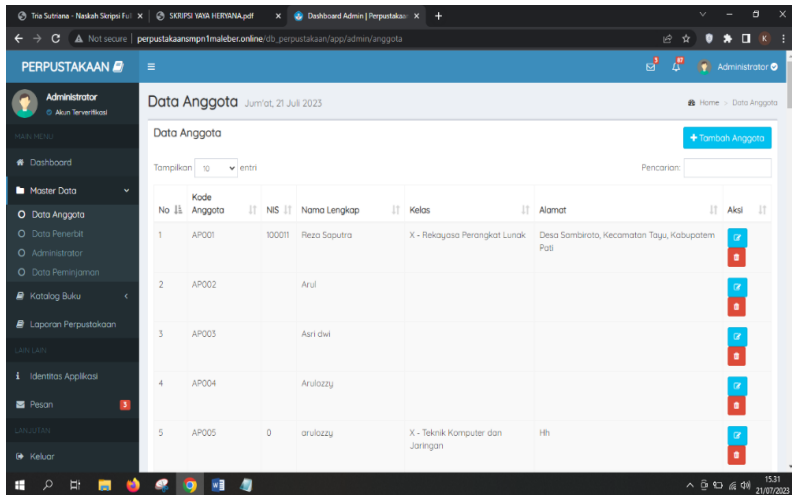 Tria Sutriana - Naskah Skripsi Ful
SKRIPSI YAYA HERYANA.pdf
Dashboard Admin | Perpustakaan
Not secure | perpustakaansmpn1maleber.online/db_perpustakaan/app/admin/anggota
K
PERPUSTAKAAN
3
87
Administrator
Administrator
Akun Terverifikasi
Data Anggota Jum'at, 21 Juli 2023
Home > Data Anggota
MAIN MENU
Dashboard
Master Data
Data Anggota
Data Penerbit
Administrator
Data Peminjaman
Katalog Buku
Laporan Perpustakaan
LAIN LAIN
Identitas Applikasi
Pesan 3
LANJUTAN
Keluar
Data Anggota
+ Tambah Anggota
Tampilkan 10 entri
Pencarian:
No Kode Anggota NIS Nama Lengkap Kelas Alamat Aksi
1 AP001 100011 Reza Saputra X - Rekayasa Perangkat Lunak Desa Sambiroto, Kecamatan Tayu, Kabupatem
Pati
2 AP002 Arul
3 AP003 Asri dwi
4 AP004 Arulozzy
5 AP005 0 arulozzy X - Teknik Komputer dan Hh
Jaringan
15.31
21/07/2023